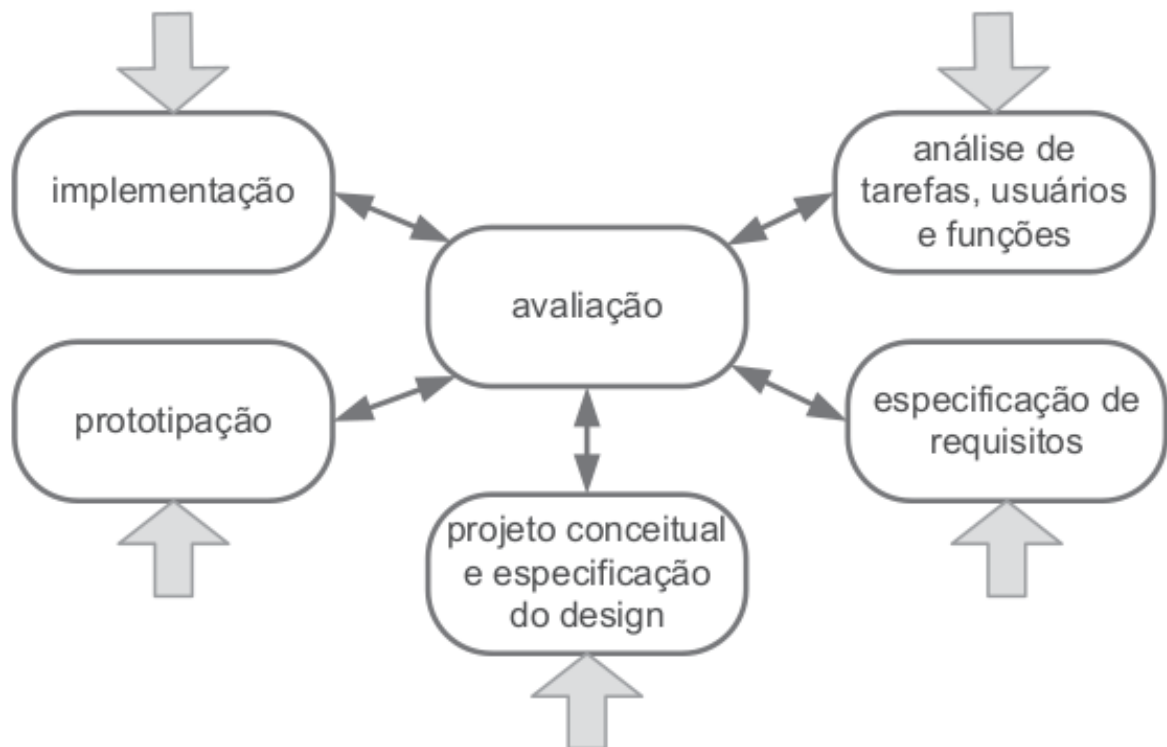 implementação
análise de
tarefas, usuários
e funções
avaliação
prototipação
especificação de
requisitos
projeto conceitual
e especificação
do design